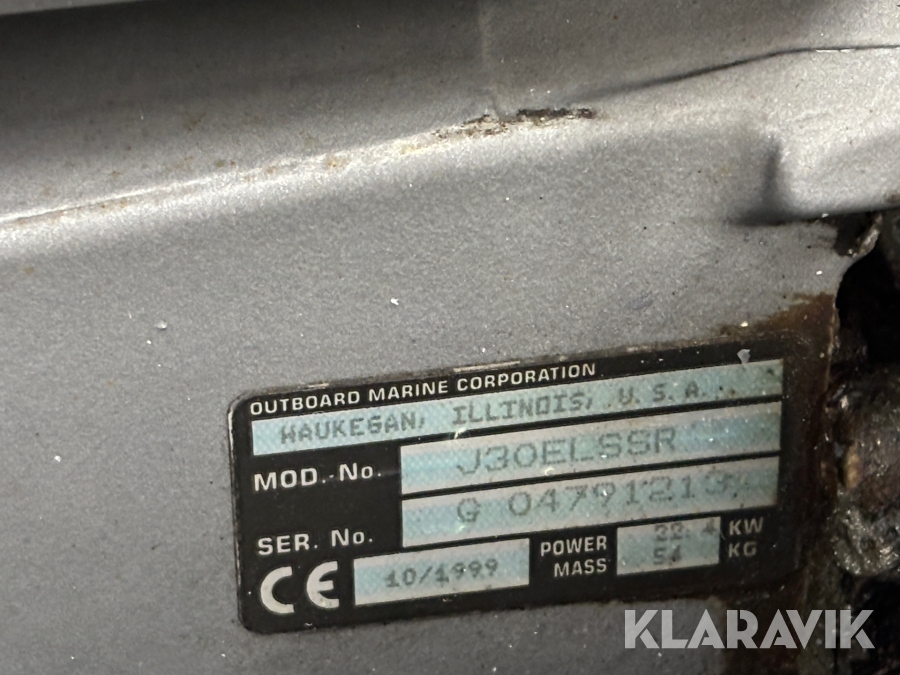 OUTBOARD MARINE CORPORATION
WAUKEGAN, ILLINOIS, U.S.A.
MOD.-No. J30ELSSR
SER. No. G
CE 10/1999 POWER 22.4 KW
MASS KG
KLARAVIK